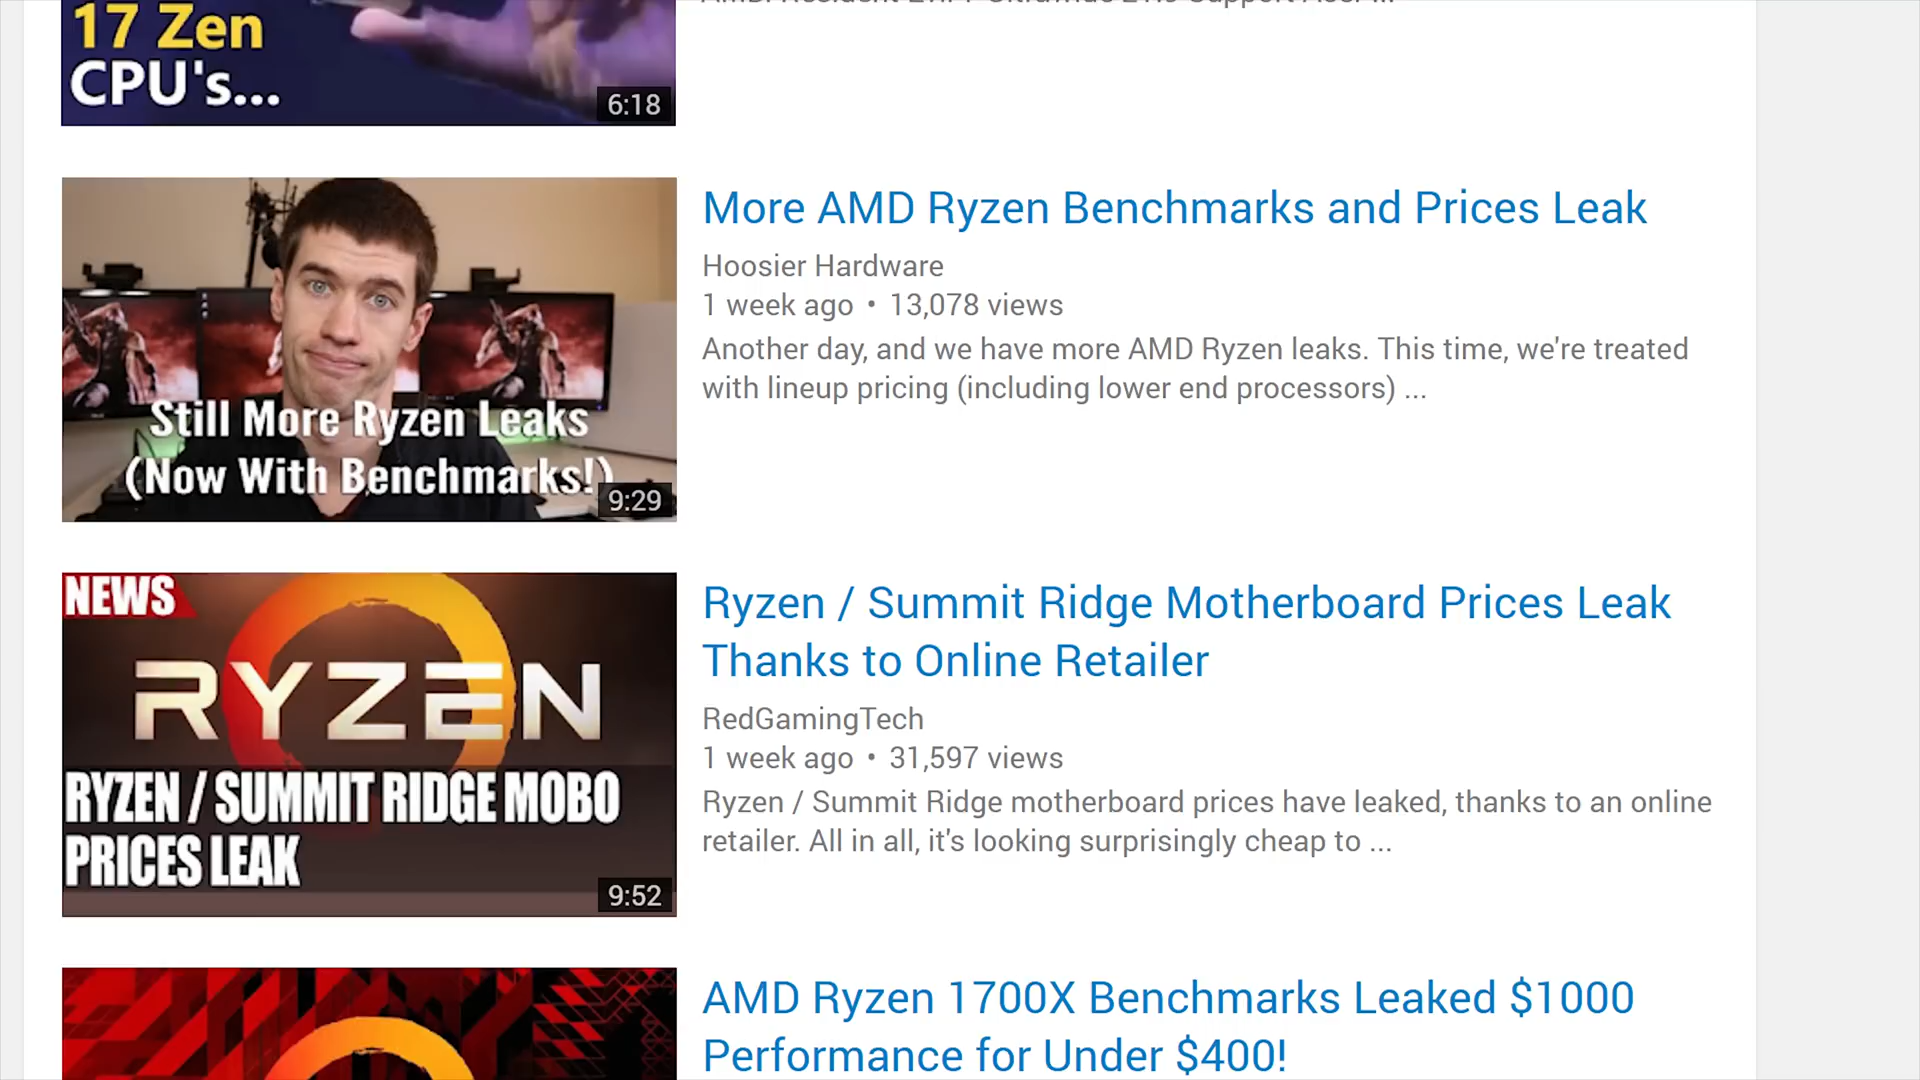 17 Zen
CPU's...
6:18
More AMD Ryzen Benchmarks and Prices Leak
Hoosier Hardware
1 week ago • 13,078 views
Another day, and we have more AMD Ryzen leaks. This time, we're treated
with lineup pricing (including lower end processors) ...
Still More Ryzen Leaks
(Now With Benchmarks!)
9:29
NEWS
RYZEN
RYZEN / SUMMIT RIDGE MOBO
PRICES LEAK
9:52
Ryzen / Summit Ridge Motherboard Prices Leak
Thanks to Online Retailer
RedGamingTech
1 week ago • 31,597 views
Ryzen / Summit Ridge motherboard prices have leaked, thanks to an online
retailer. All in all, it's looking surprisingly cheap to ...
AMD Ryzen 1700X Benchmarks Leaked $1000
Performance for Under $400!